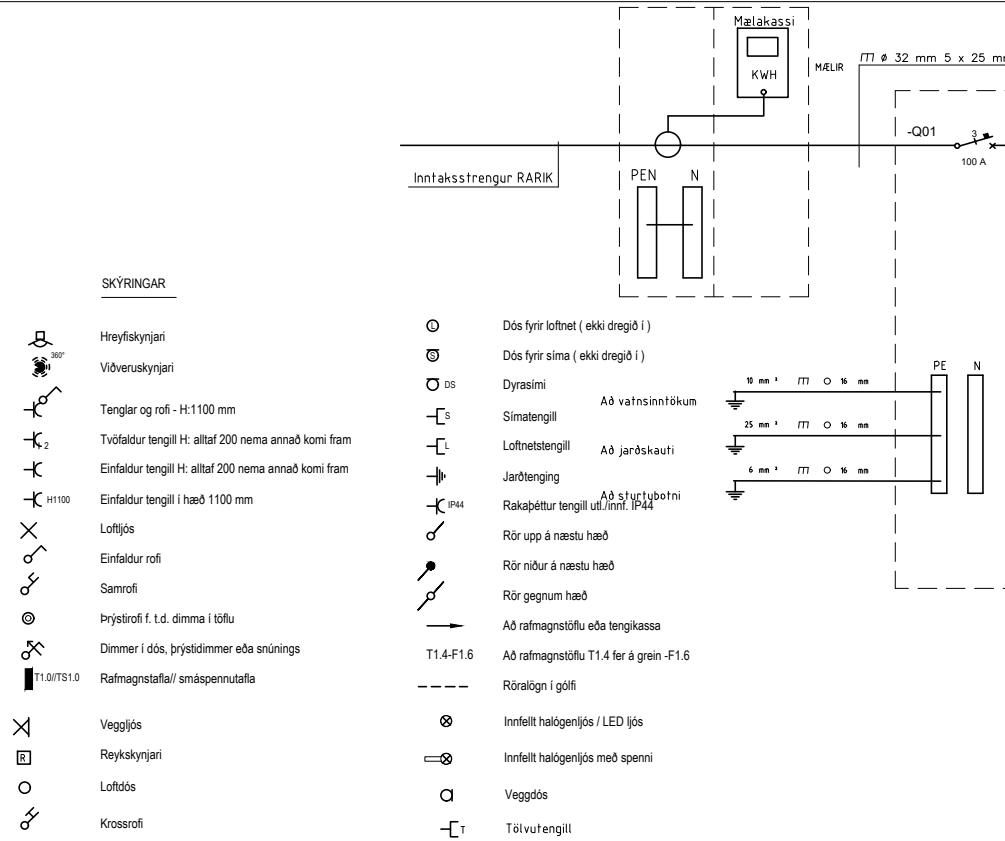 Mælakassi
KWH
MÆLIR
ø 32 mm 5 x 25 m
-Q01
3
100 A
Inntaksstrengur RARIK
PEN N
SKÝRINGAR
Hreyfiskynjari
360°
Viðveruskynjari
Tenglar og rofi - H:1100 mm
2
Tvöfaldur tengill H: alltaf 200 nema annað komi fram
Einfaldur tengill H: alltaf 200 nema annað komi fram
H1100
Einfaldur tengill í hæð 1100 mm
Loftljós
Einfaldur rofi
Samrofi
Þrýstirofi f. t.d. dimma í töflu
Dimmer í dós, þrýstidimmer eða snúnings
T1.0//TS1.0
Rafmagnstafla// smáspennutafla
Veggljós
R
Reykskynjari
Loftdós
Krossrofi
L
Dós fyrir loftnet ( ekki dregið í )
S
Dós fyrir síma ( ekki dregið í )
DS
Dyrasími
S
Símatengill
L
Loftnetstengill
Jarðtenging
IP44
Rakaþéttur tengill utl./innf. IP44
Rör upp á næstu hæð
Rör niður á næstu hæð
Rör gegnum hæð
Að rafmagnstöflu eða tengikassa
T1.4-F1.6
Að rafmagnstöflu T1.4 fer á grein -F1.6
Röralögn í gólfi
Innfellt halógenljós / LED ljós
Innfellt halógenljós með spenni
Veggdós
T
Tölvutengill
PE N
Að vatnsinntökum
10 mm ² 16 mm
Að jarðskauti
25 mm ² 16 mm
Að sturtubotni
6 mm ² 16 mm